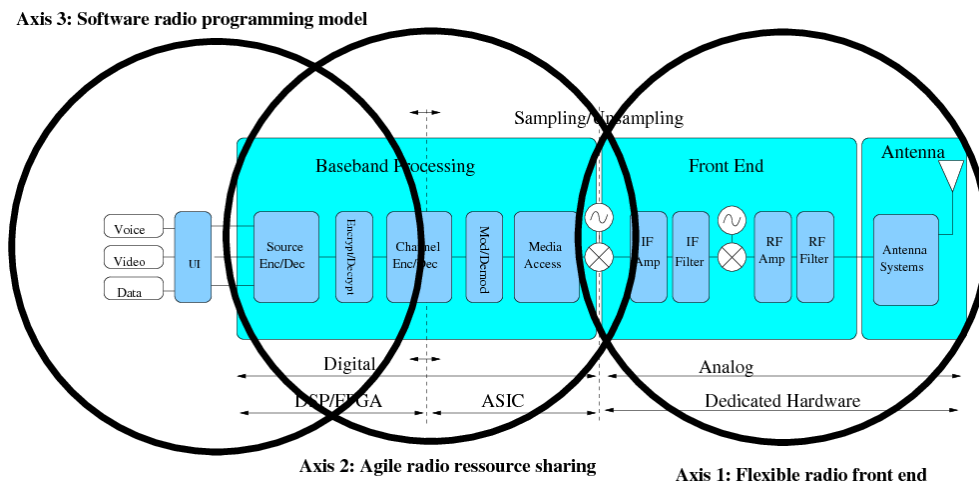 Axis 3: Software radio programming model
Sampling/Upsampling
Baseband Processing
Front End
Antenna
Voice
Video
Data
UI
Source
Enc/Dec
Encrypt/Decrypt
Channel
Enc/Dec
Mod/Demod
Media
Access
IF
Amp
IF
Filter
RF
Amp
RF
Filter
Antenna
Systems
Digital
Analog
DSP/FPGA
ASIC
Dedicated Hardware
Axis 2: Agile radio ressource sharing
Axis 1: Flexible radio front end